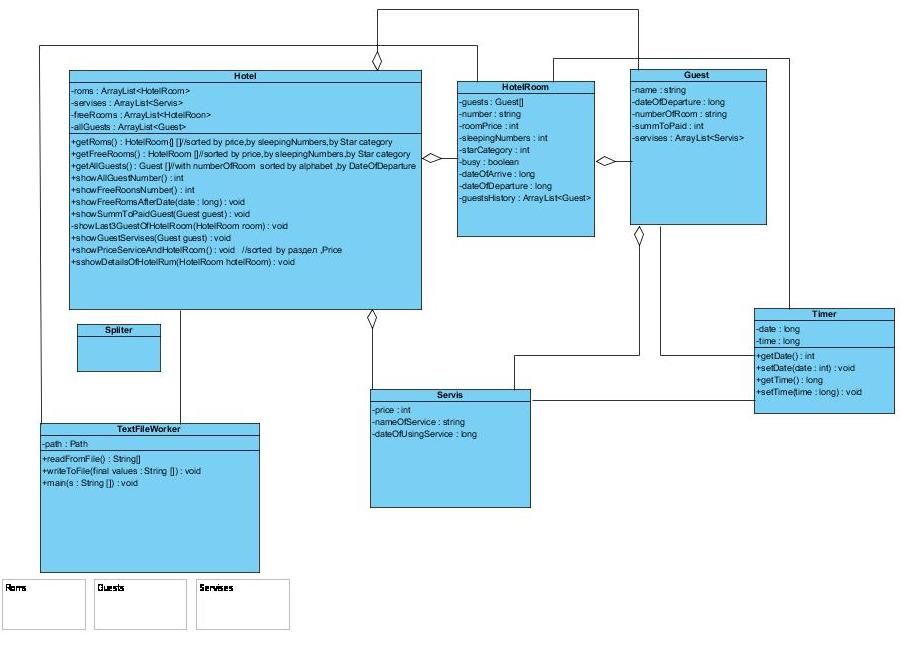 Hotel
-roms : ArrayList<HotelRoom>
-servises : ArrayList<Servis>
-freeRooms : ArrayList<HotelRoon>
-allGuests : ArrayList<Guest>
+getRoms() : HotelRoom[] []//sorted by price,by sleepingNumbers,by Star category
+getFreeRooms() : HotelRoom []//sorted by price,by sleepingNumbers,by Star category
+getAllGuests() : Guest []//with numberOfRoom sorted by alphabet ,by DateOfDeparture
+showAllGuestNumber() : int
+showFreeRoonsNumber() : int
+showFreeRomsAfterDate(date : long) : void
+showSummToPaidGuest(Guest guest) : void
-showLast3GuestOfHotelRoom(HotelRoom room) : void
+showGuestServises(Guest guest) : void
+showPriceServiceAndHotelRoom() : void //sorted by раздел ,Price
+sshowDetailsOfHotelRum(HotelRoom hotelRoom) : void
HotelRoom
-guests : Guest[]
-number : string
-roomPrice : int
-sleepingNumbers : int
-starCategory : int
-busy : boolean
-dateOfArrive : long
-dateOfDeparture : long
-guestsHistory : ArrayList<Guest>
Guest
-name : string
-dateOfDeparture : long
-numberOfRoom : string
-summToPaid : int
-servises : ArrayList<Servis>
Spliter
Timer
-date : long
-time : long
+getDate() : int
+setDate(date : int) : void
+getTime() : long
+setTime(time : long) : void
Servis
-price : int
-nameOfService : string
-dateOfUsingService : long
TextFileWorker
-path : Path
+readFromFile() : String[]
+writeToFile(final values : String []) : void
+main(s : String []) : void
Roms
Guests
Servises